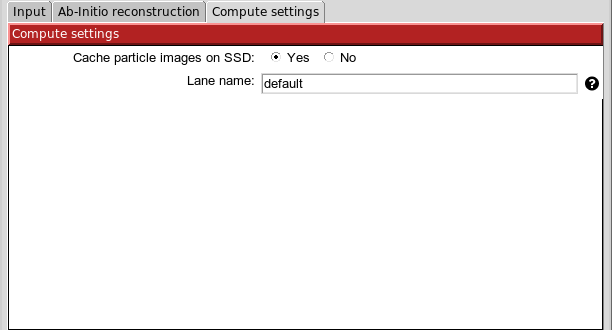 Input Ab-Initio reconstruction Compute settings
Compute settings
Cache particle images on SSD: Yes No
Lane name: default ?